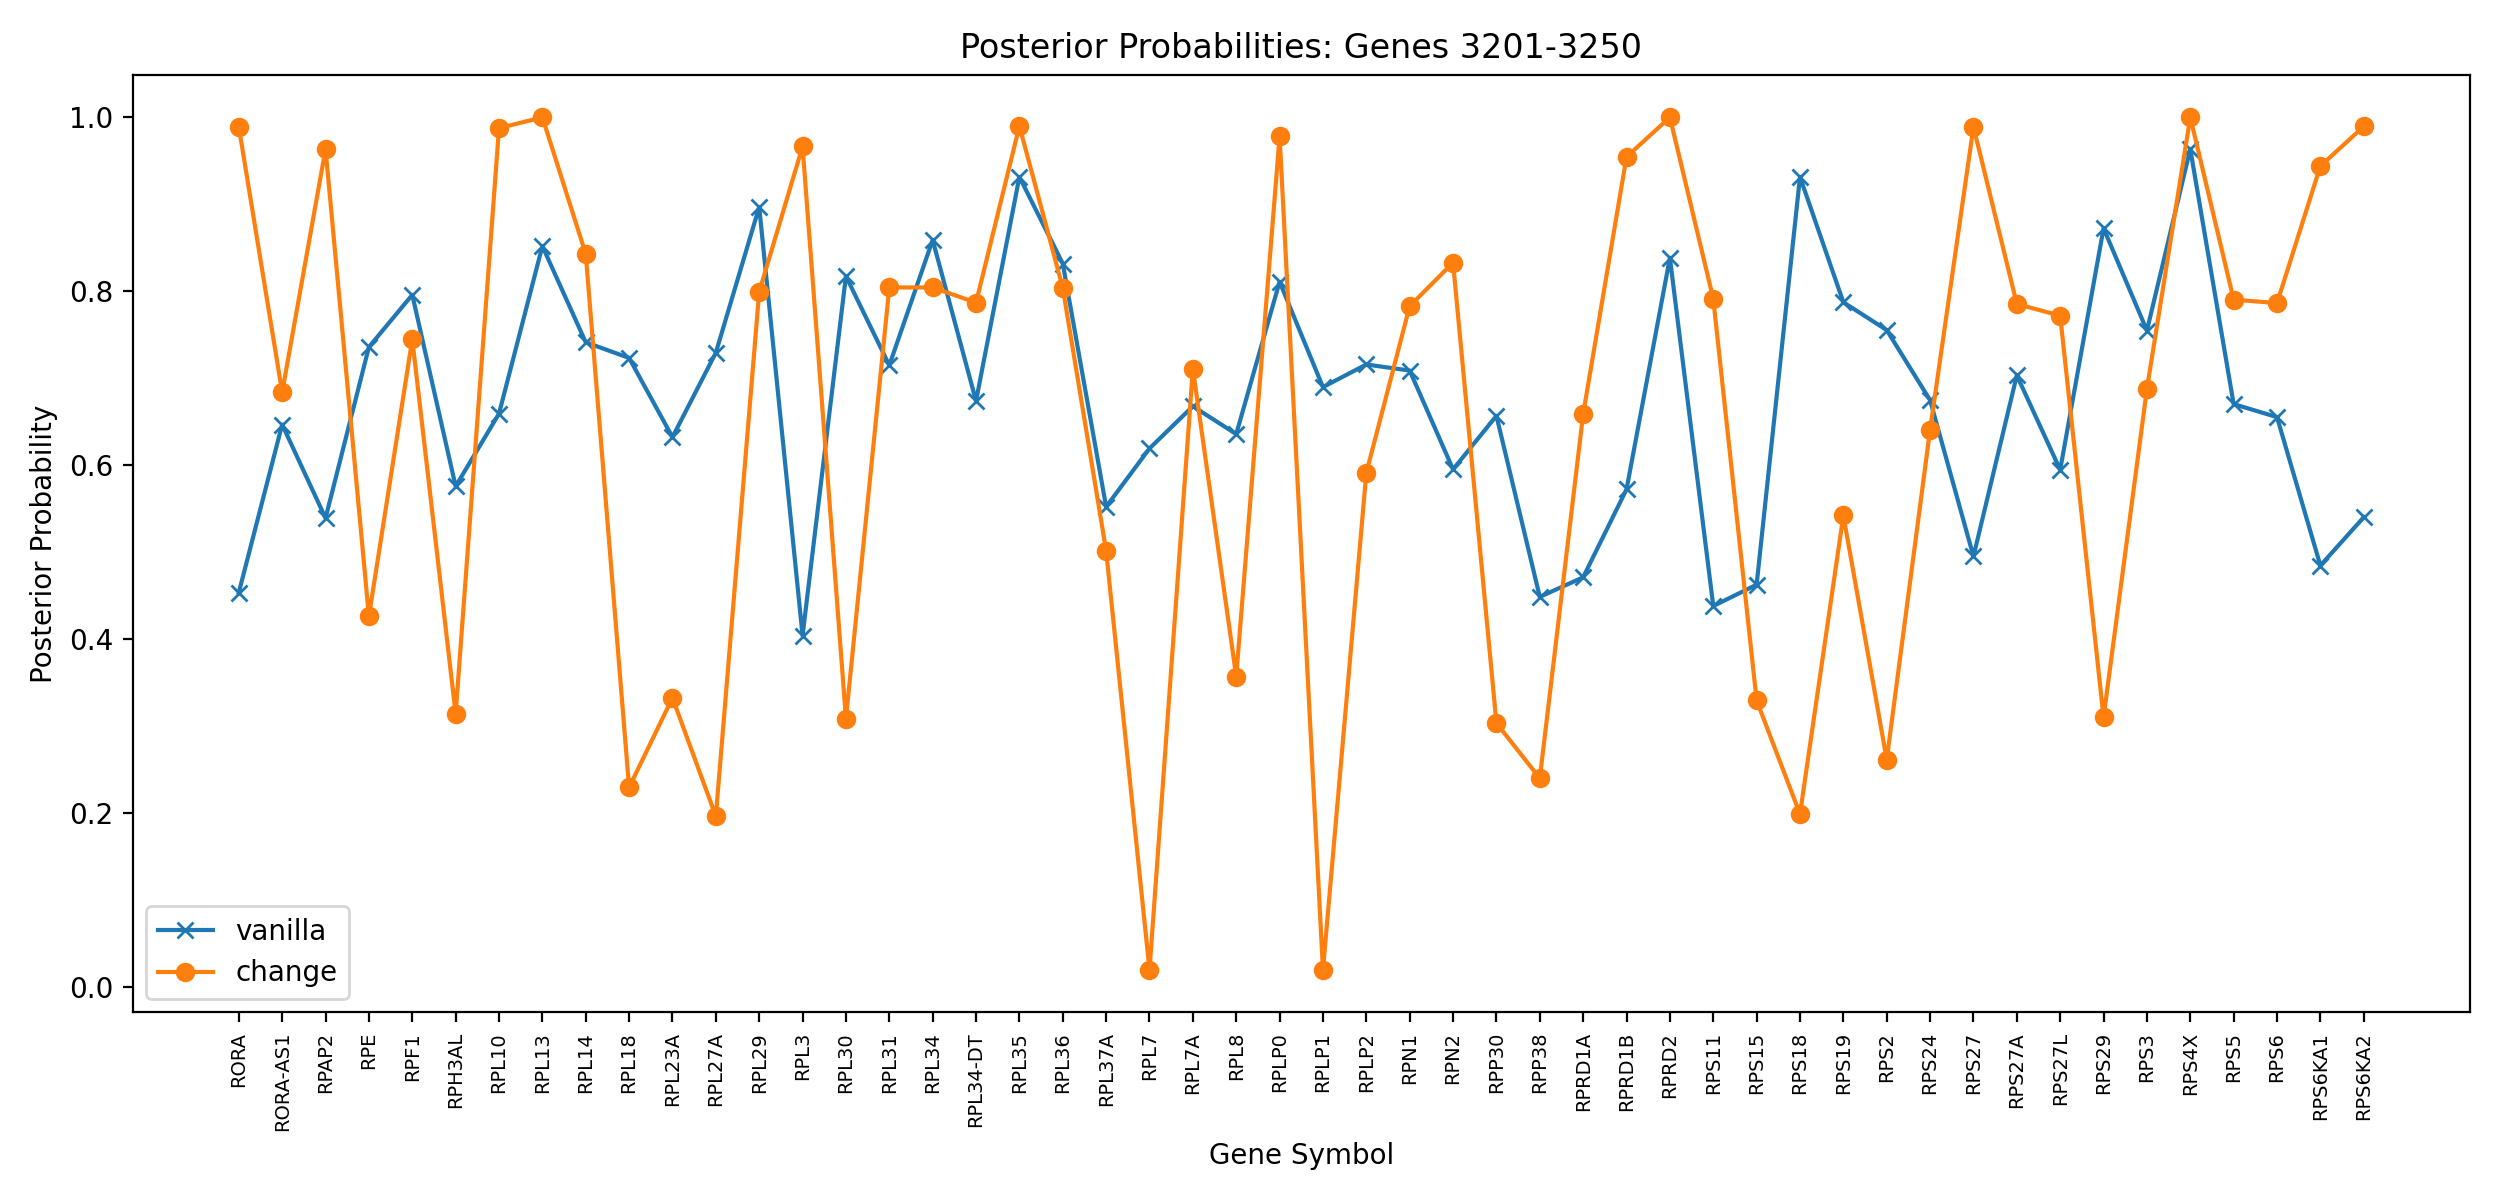 Posterior Probabilities: Genes 3201-3250
Posterior Probability
1.0
0.8
0.6
0.4
0.2
0.0
vanilla
change
RORA
RORA-AS1
RPAP2
RPE
RPF1
RPH3AL
RPL10
RPL13
RPL14
RPL18
RPL23A
RPL27A
RPL29
RPL3
RPL30
RPL31
RPL34
RPL34-DT
RPL35
RPL36
RPL37A
RPL7
RPL7A
RPL8
RPLP0
RPLP1
RPLP2
RPN1
RPN2
RPP30
RPP38
RPRD1A
RPRD1B
RPRD2
RPS11
RPS15
RPS18
RPS19
RPS2
RPS24
RPS27
RPS27A
RPS27L
RPS29
RPS3
RPS4X
RPS5
RPS6
RPS6KA1
RPS6KA2
Gene Symbol